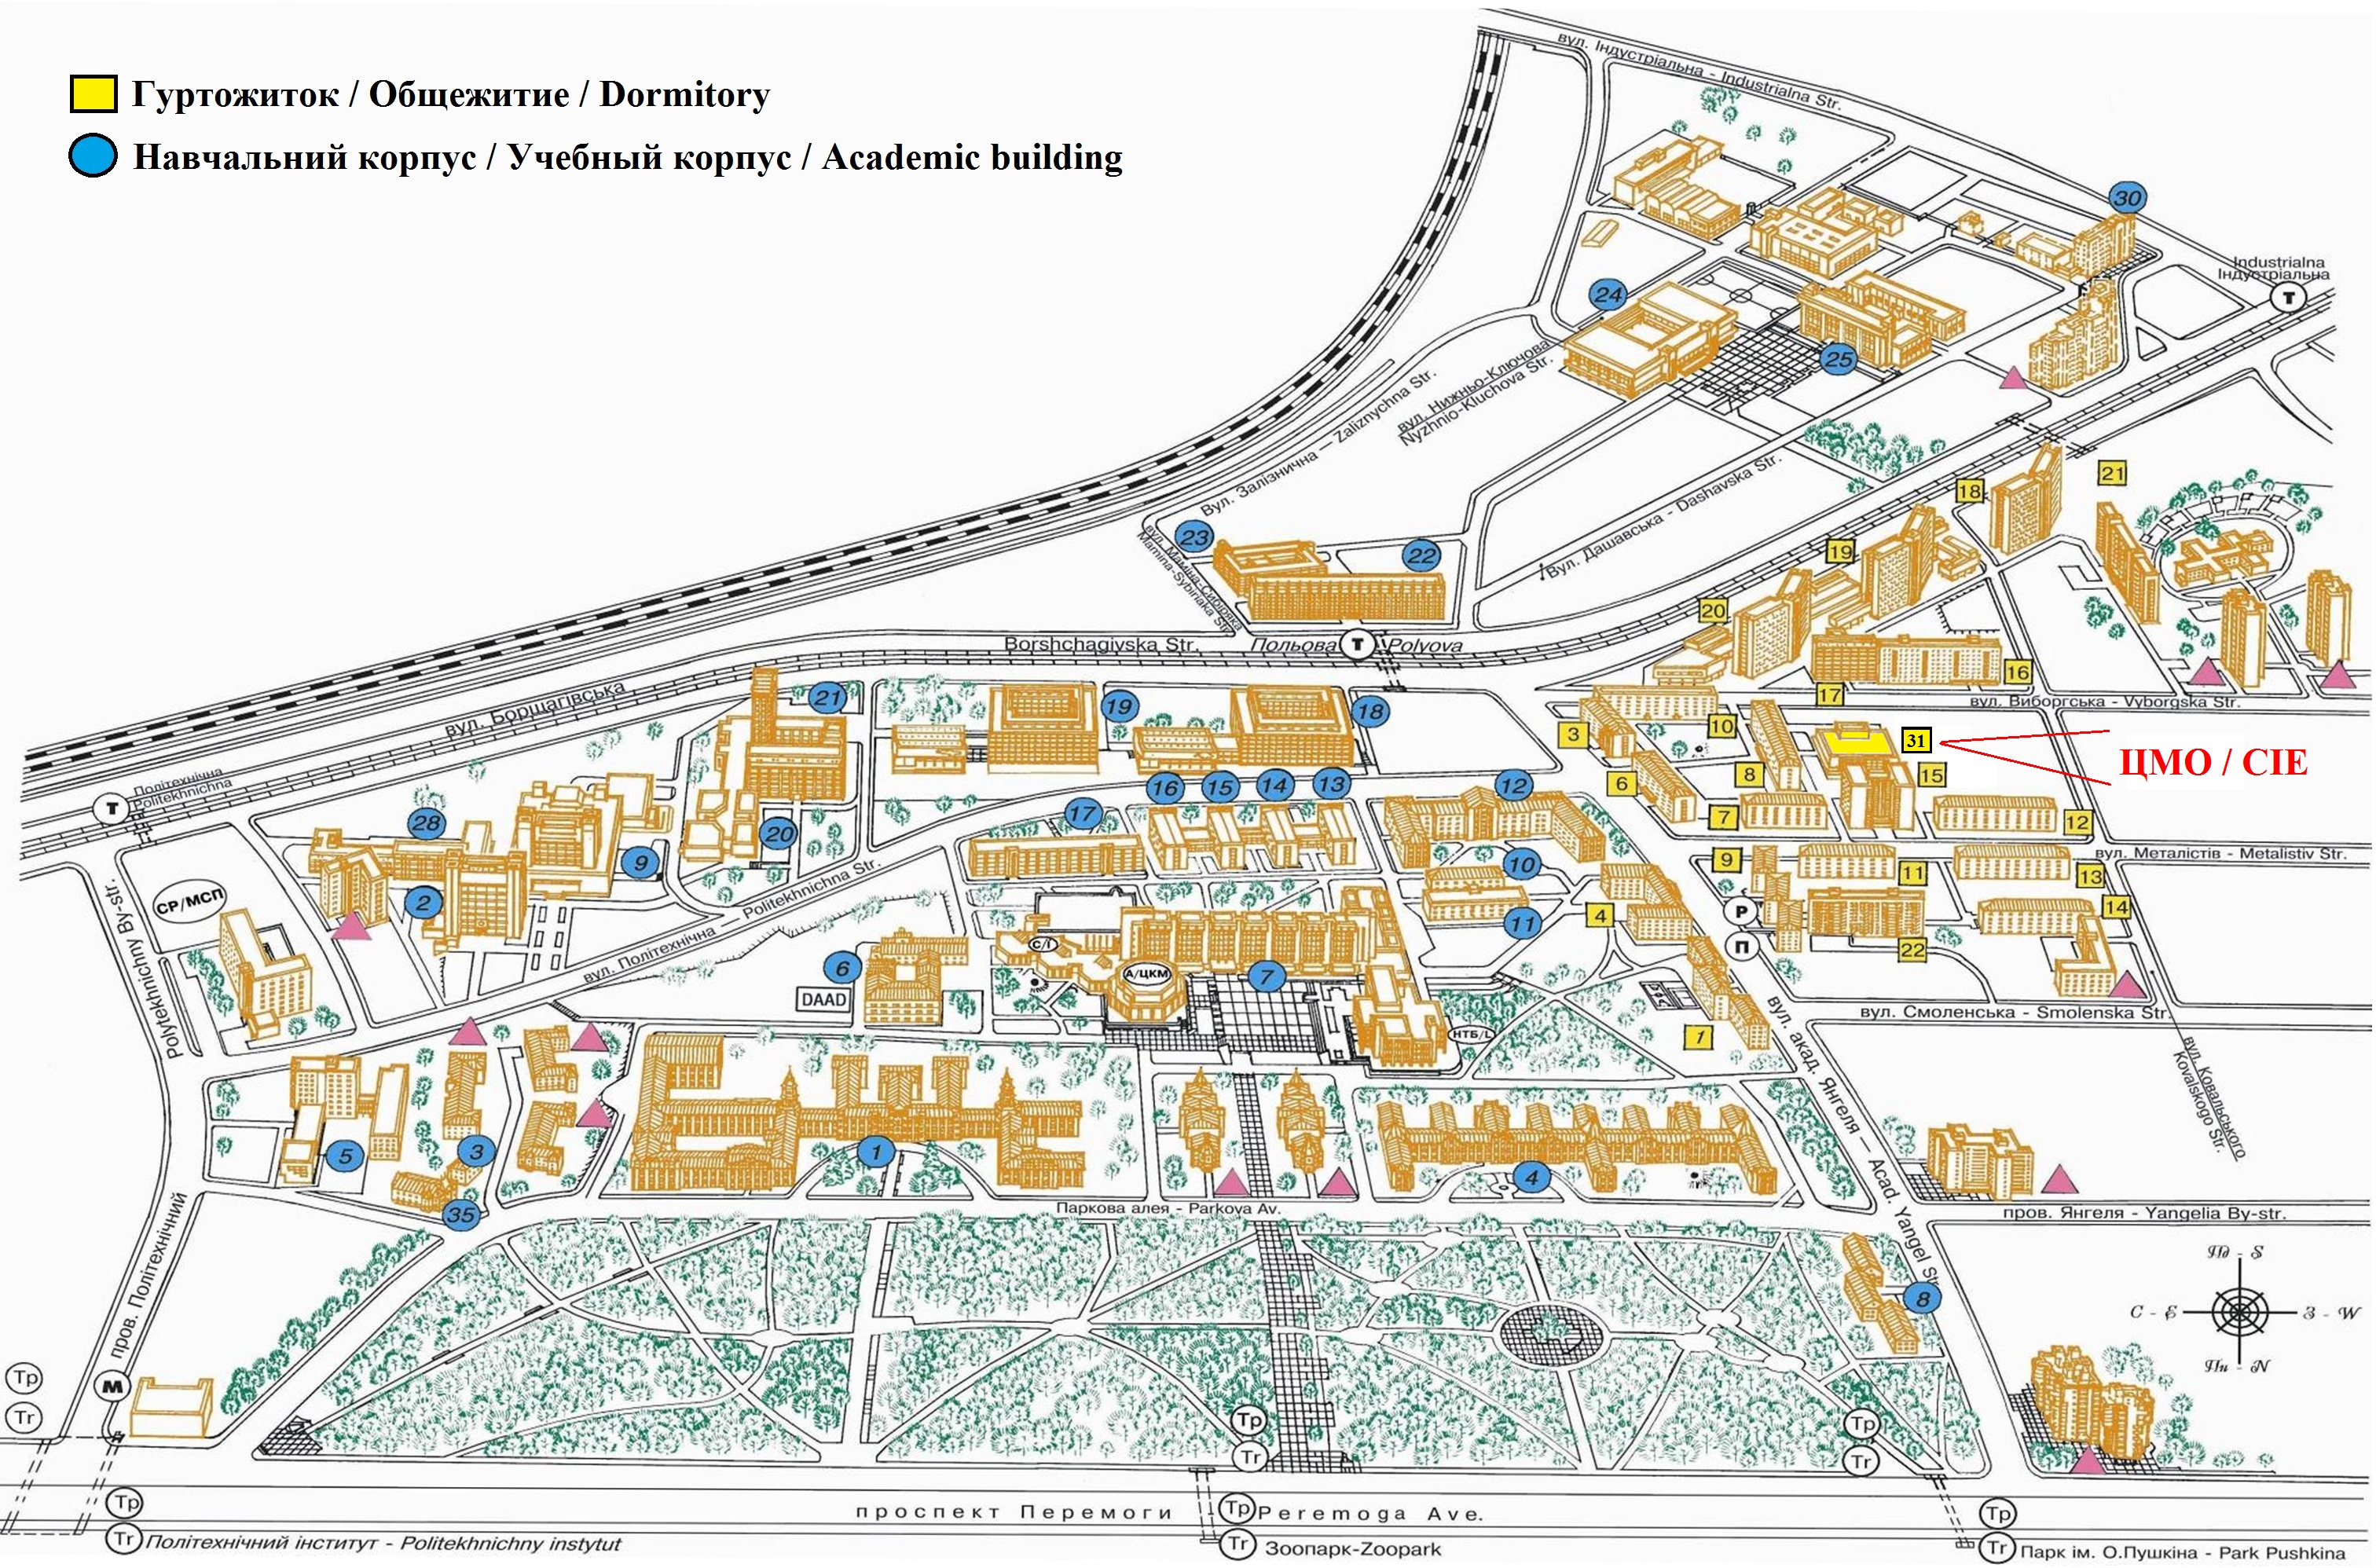 Гуртожиток / Общежитие / Dormitory
Навчальний корпус / Учебный корпус / Academic building
вул. Індустріальна - Industrialna Str.
30
Industrialna
Індустріальна
Т
24
25
вул. Нижньо-Ключова
Nyzhnio-Kluchova Str.
Вул. Залізнична — Zaliznychna Str.
Вул. Дашавська - Dashavska Str.
21
18
19
20
23
22
вул. Маміна-Сибіряка
Mamina-Sybiriaka Str.
Borshchagivska Str.
Польова Т Polyova
вул. Борщагівська
16
17
вул. Виборгська - Vyborgska Str.
21
19
18
3
10
31
ЦМО / CIE
15
8
6
7
12
Політехнічна
Politekhnichna
Т
28
20
9
17
16
15
14
13
12
вул. Металістів - Metalistiv Str.
9
11
13
14
22
10
11
4
Р
П
СР/МСП
2
вул. Політехнічна — Politekhnichna Str.
Polytekhnichny By-str.
6
DAAD
С/І
А/ЦКМ
7
НТБ/L
1
вул. Смоленська - Smolenska Str.
вул. Ковальського
Kovalskogo Str.
вул. акад. Янгеля — Acad. Yangel Str.
5
3
35
1
4
Паркова алея - Parkova Av.
пров. Янгеля - Yangelia By-str.
8
пров. Політехнічний
Пд - S
С - E
З - W
Пн - N
М
Тр
Tr
Тр
Tr
Тр
Tr
Тр
проспект Перемоги
Тр
Peremoga Ave.
Тр
Tr
Політехнічний інститут - Politekhnichny instytut
Tr
Зоопарк-Zoopark
Tr
Парк ім. О.Пушкіна - Park Pushkina